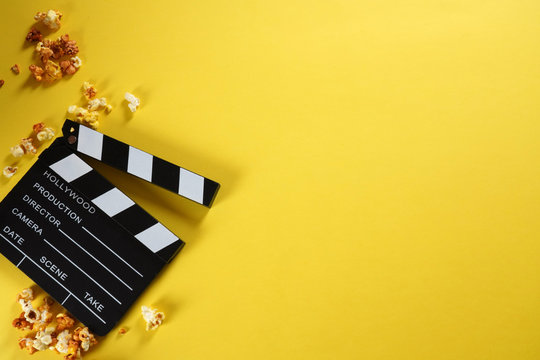 HOLLYWOOD
PRODUCTION
DIRECTOR
CAMERA
DATE SCENE TAKE